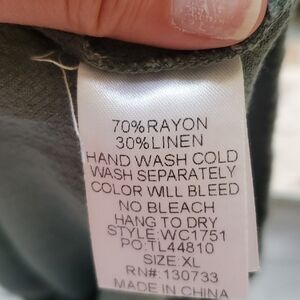 70%RAYON
30%LINEN
HAND WASH COLD
WASH SEPARATELY
COLOR WILL BLEED
NO BLEACH
HANG TO DRY
STYLE:WC1751
PO:TL44810
SIZE:XL
RN#:130733
MADE IN CHINA